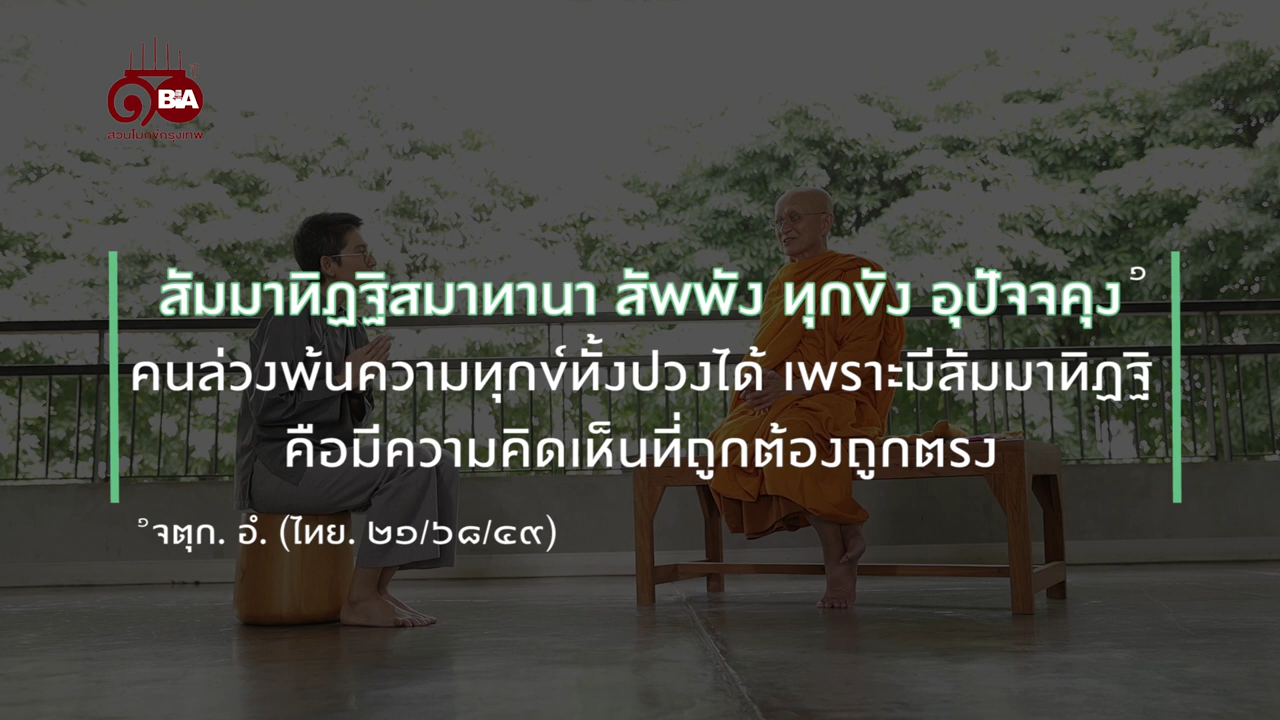 ๑๐ ปี
BIA
สวนโมกข์กรุงเทพ
สัมมาทิฏฐิสมาทานา สัพพัง ทุกขัง อุปัจจคุง ๑
คนล่วงพ้นความทุกข์ทั้งปวงได้ เพราะมีสัมมาทิฏฐิ
คือมีความคิดเห็นที่ถูกต้องถูกตรง
๑ จตุก. อํ. (ไทย. ๒๑/๖๘/๔๙)